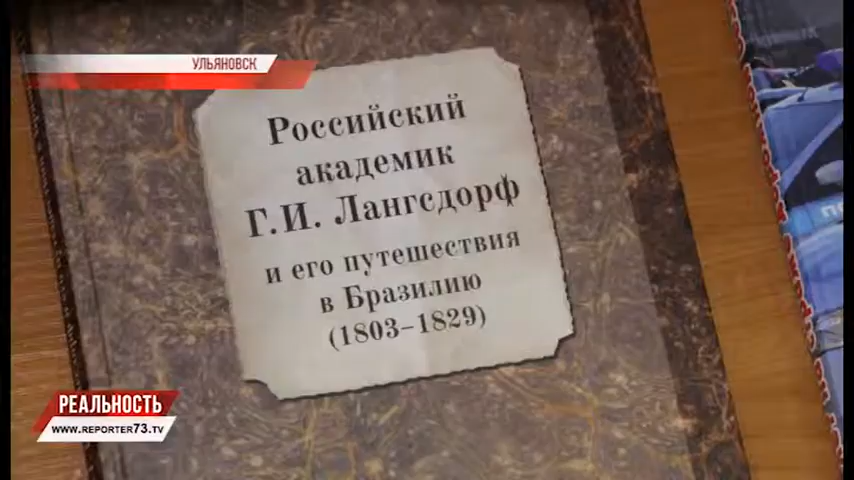 УЛЬЯНОВСК
Российский
академик
Г.И. Лангсдорф
и его путешествия
в Бразилию
(1803–1829)
РЕАЛЬНОСТЬ
WWW.REPORTER73.TV